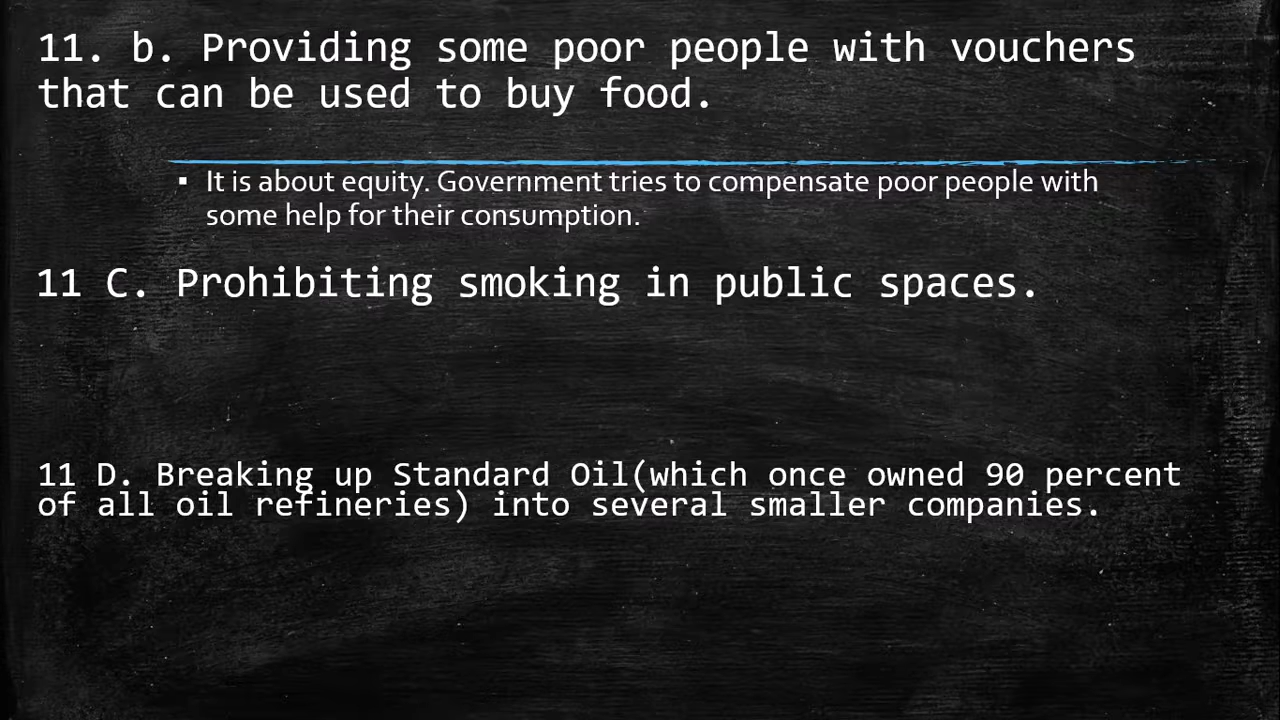 11. b. Providing some poor people with vouchers
that can be used to buy food.
▪ It is about equity. Government tries to compensate poor people with
some help for their consumption.
11 C. Prohibiting smoking in public spaces.
11 D. Breaking up Standard Oil(which once owned 90 percent
of all oil refineries) into several smaller companies.